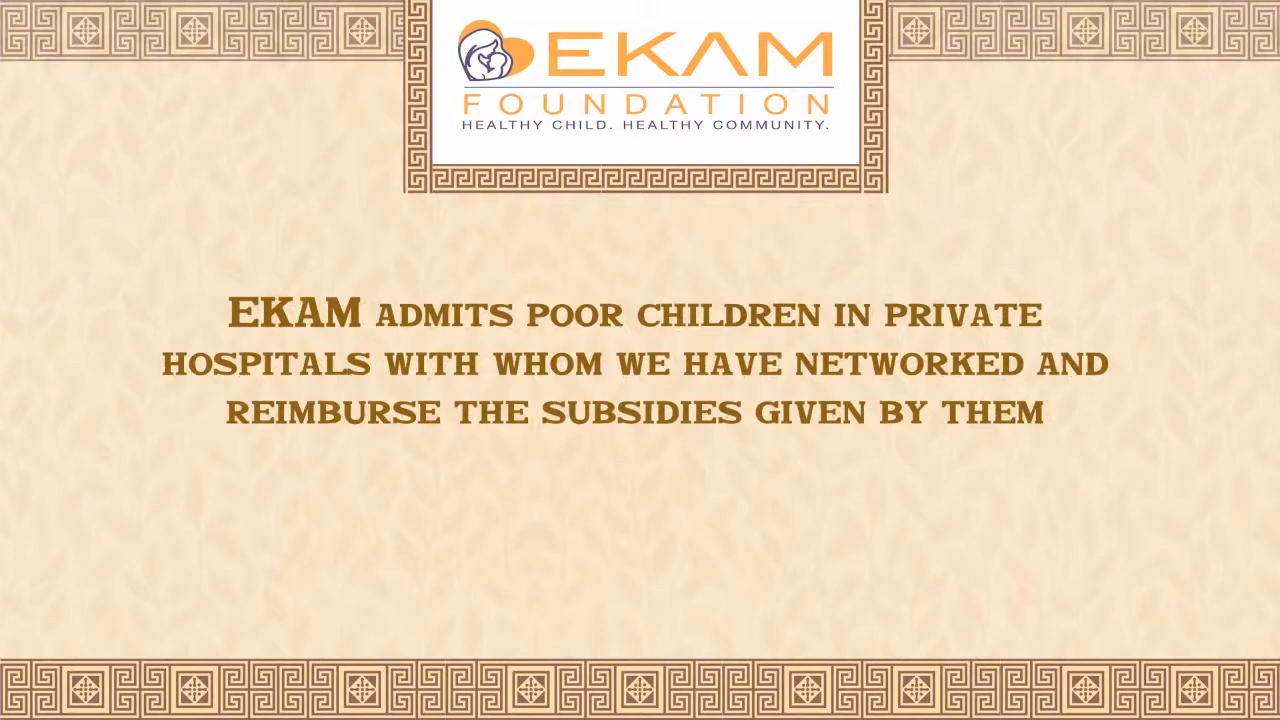 EKAM
FOUNDATION
HEALTHY CHILD. HEALTHY COMMUNITY.
EKAM ADMITS POOR CHILDREN IN PRIVATE
HOSPITALS WITH WHOM WE HAVE NETWORKED AND
REIMBURSE THE SUBSIDIES GIVEN BY THEM